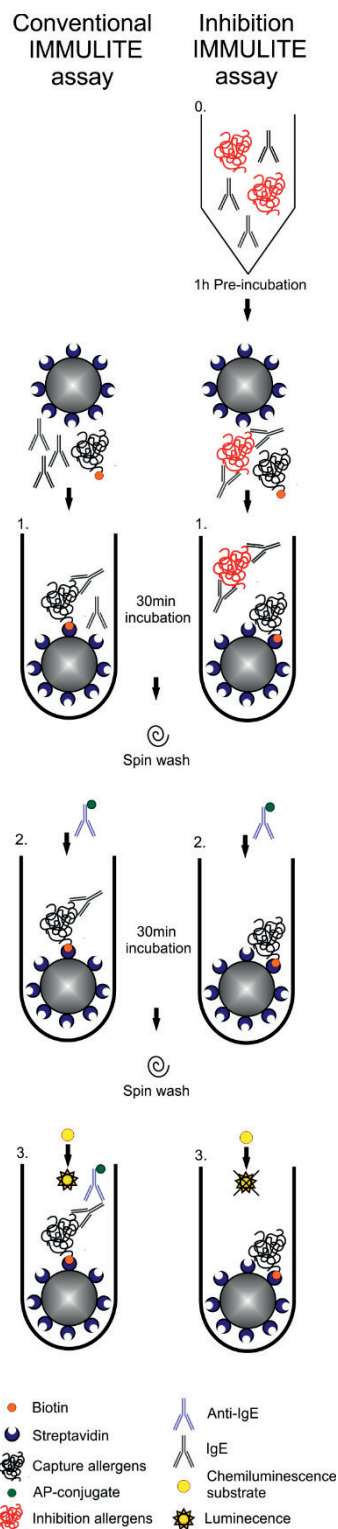 Conventional
IMMULITE
assay
Inhibition
IMMULITE
assay
0.
1h Pre-incubation
1.
30min
incubation
1.
Spin wash
2.
30min
incubation
2.
Spin wash
3.
3.
Biotin
Streptavidin
Capture allergens
AP-conjugate
Inhibition allergens
Anti-IgE
IgE
Chemiluminescence
substrate
Luminecence